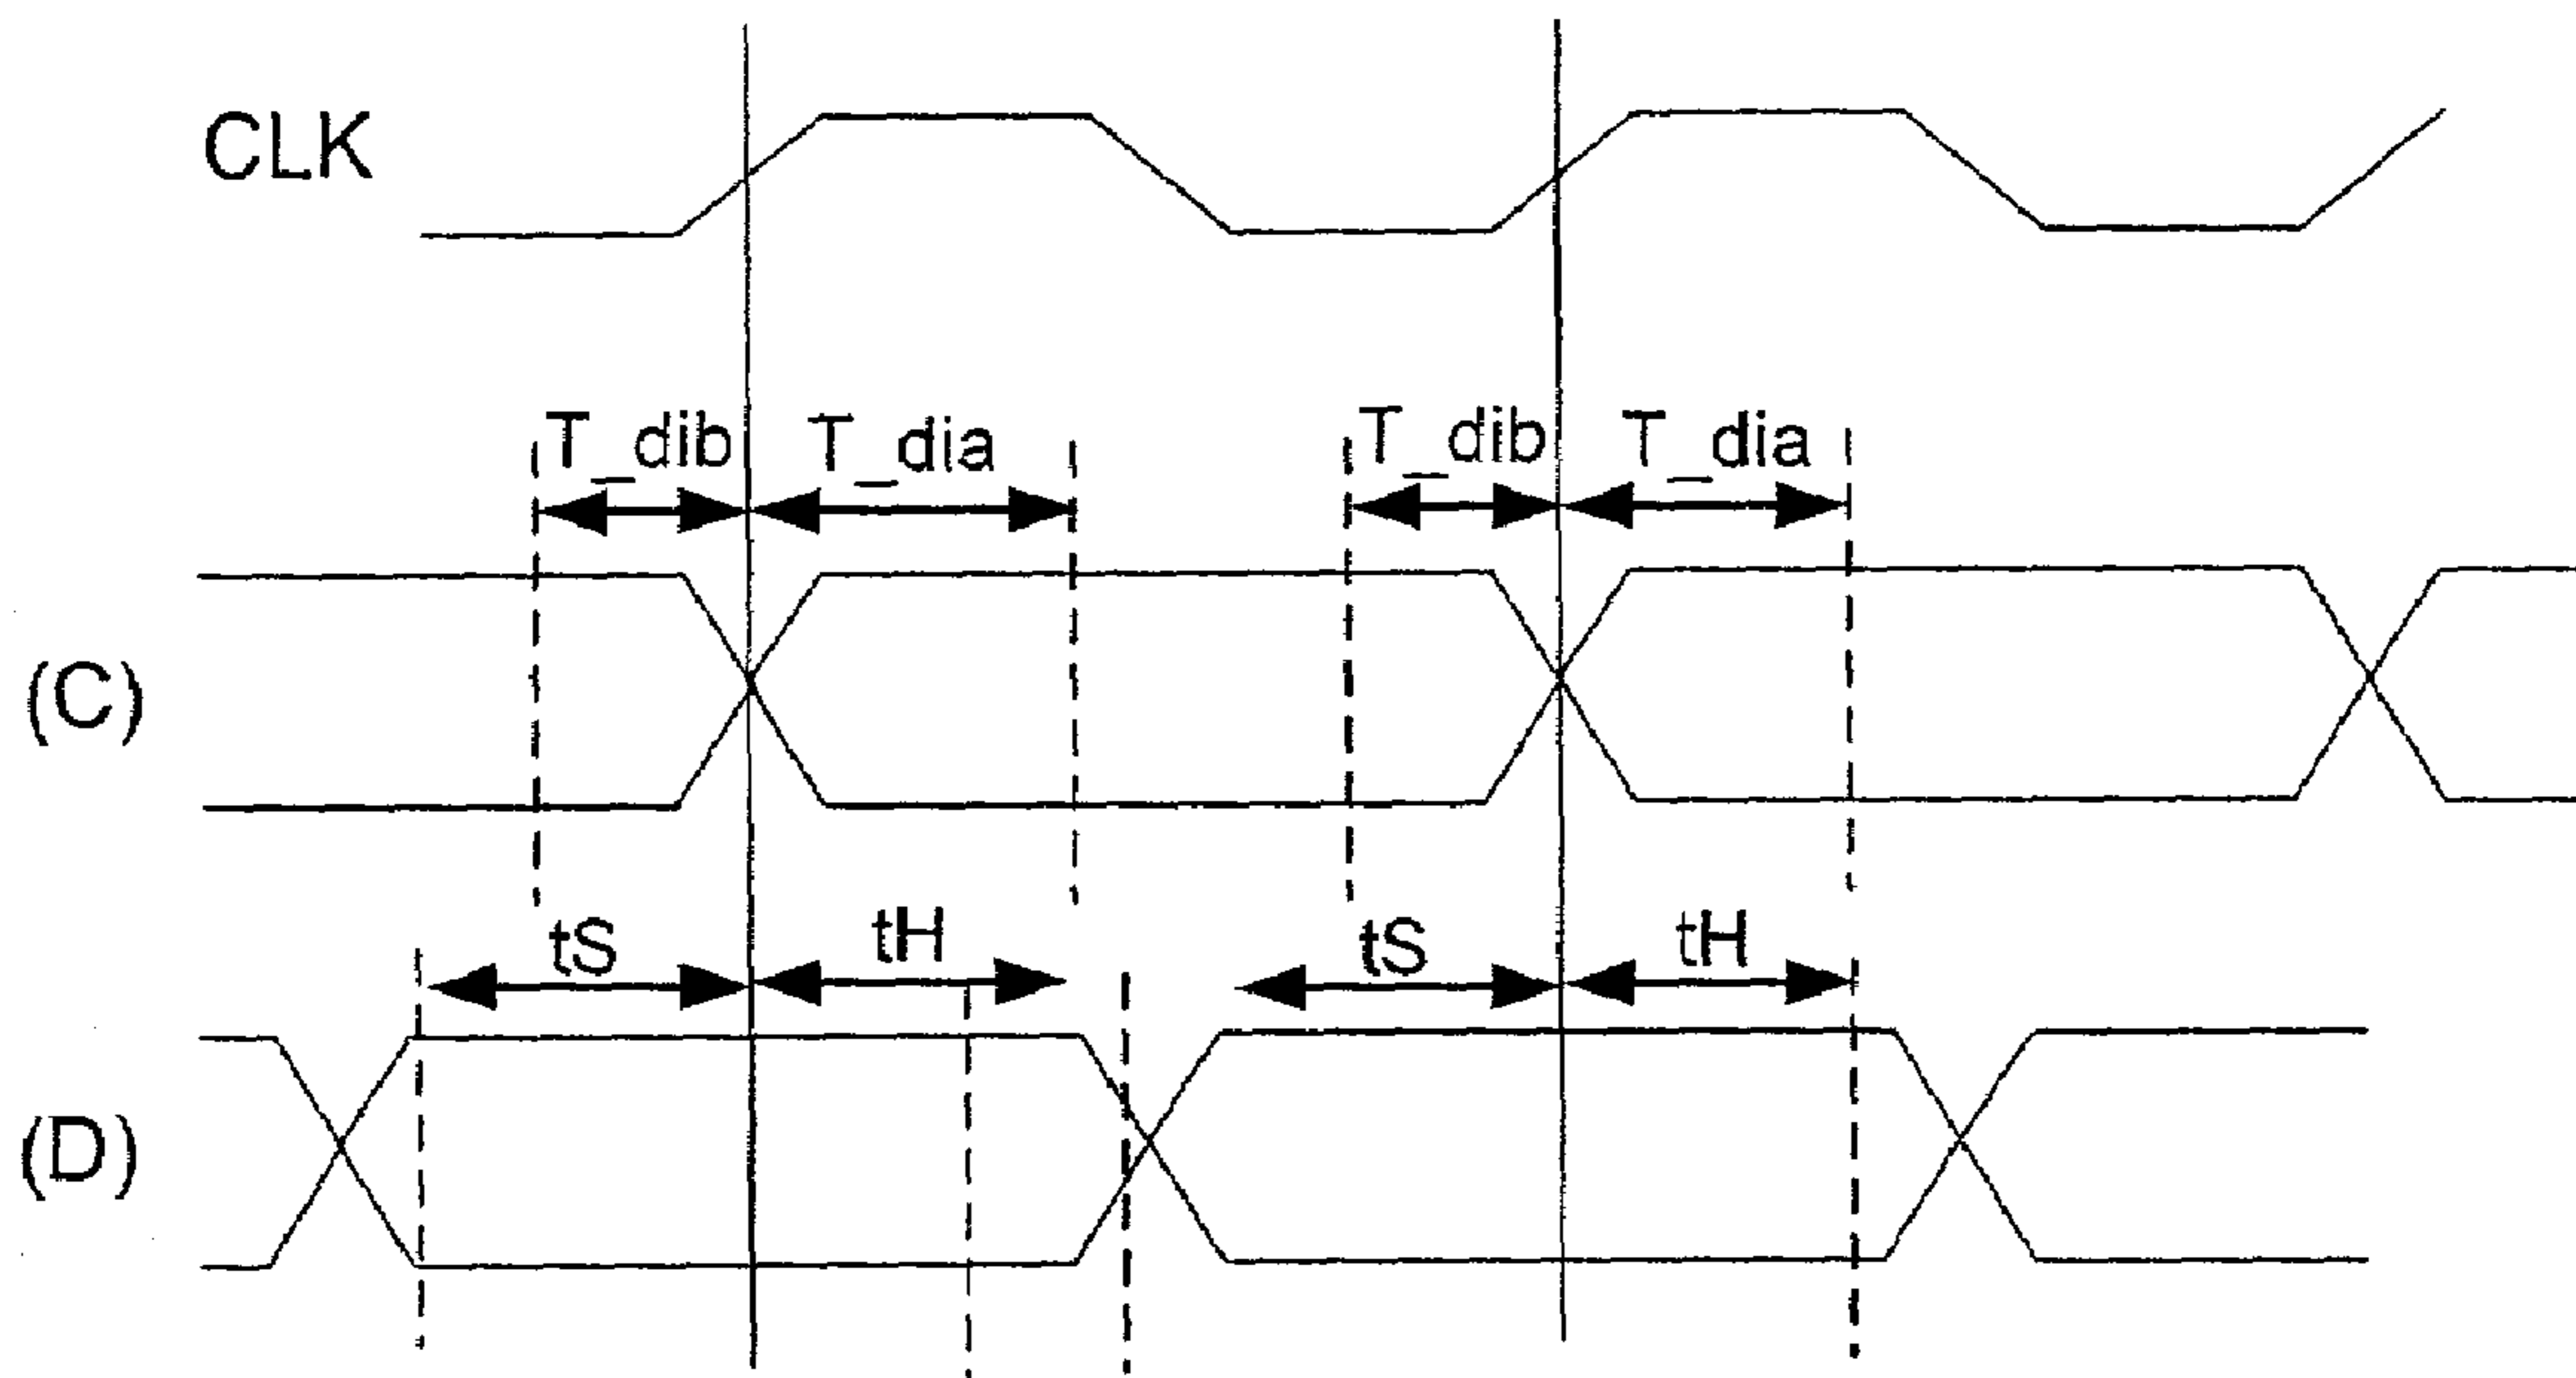 CLK
T_dib T_dia T_dib T_dia
(C)
tS tH tS tH
(D)